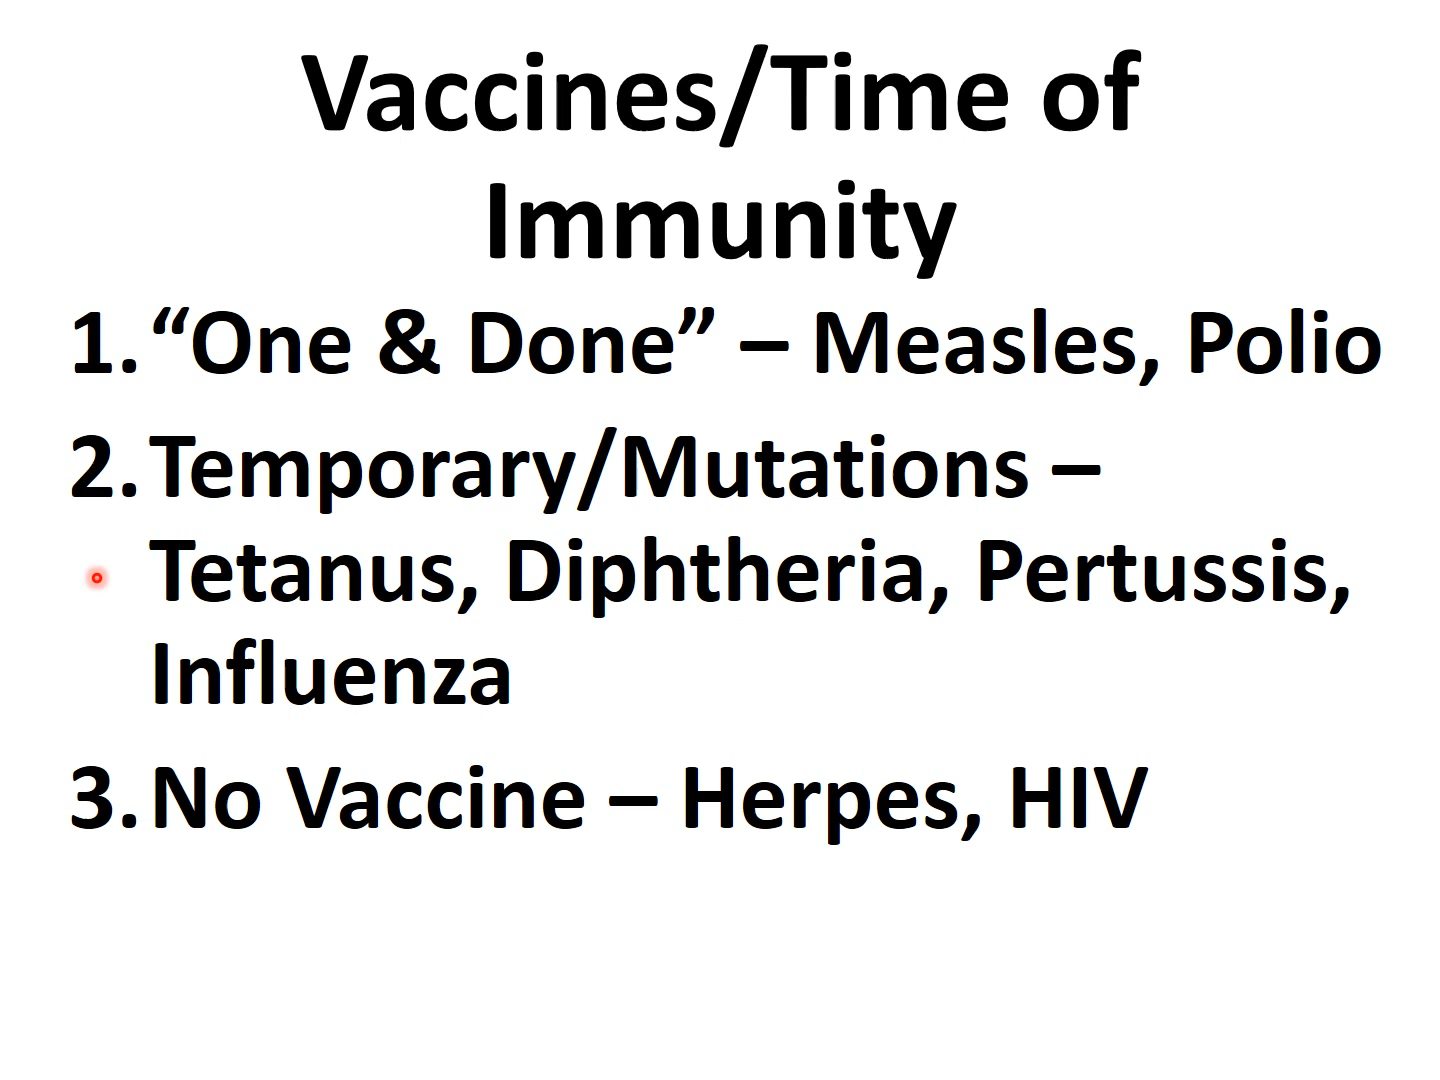 Vaccines/Time of
Immunity
1. “One & Done” – Measles, Polio
2. Temporary/Mutations –
Tetanus, Diphtheria, Pertussis,
Influenza
3. No Vaccine – Herpes, HIV